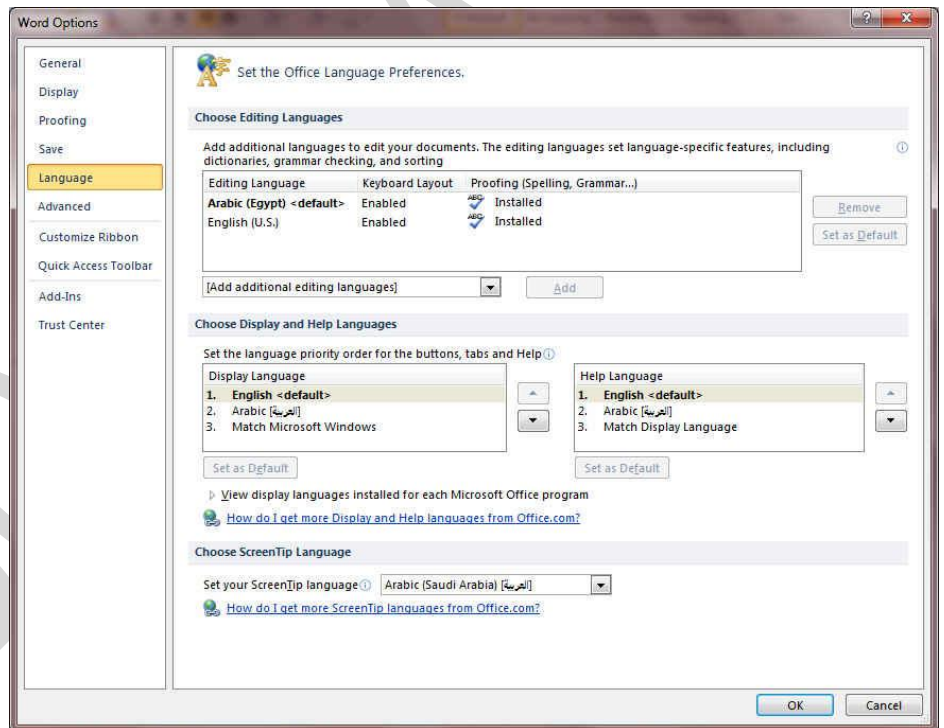 Word Options
General
Display
Proofing
Save
Language
Advanced
Customize Ribbon
Quick Access Toolbar
Add-Ins
Trust Center
Set the Office Language Preferences.
Choose Editing Languages
Add additional languages to edit your documents. The editing languages set language-specific features, including
dictionaries, grammar checking, and sorting
Editing Language Keyboard Layout Proofing (Spelling, Grammar...)
Arabic (Egypt) <default> Enabled Installed
English (U.S.) Enabled Installed
Remove
Set as Default
[Add additional editing languages] Add
Choose Display and Help Languages
Set the language priority order for the buttons, tabs and Help
Display Language
1. English <default>
2. Arabic [العربية]
3. Match Microsoft Windows
Set as Default
Help Language
1. English <default>
2. Arabic [العربية]
3. Match Display Language
Set as Default
View display languages installed for each Microsoft Office program
How do I get more Display and Help languages from Office.com?
Choose ScreenTip Language
Set your ScreenTip language Arabic (Saudi Arabia) [العربية]
How do I get more ScreenTip languages from Office.com?
OK Cancel